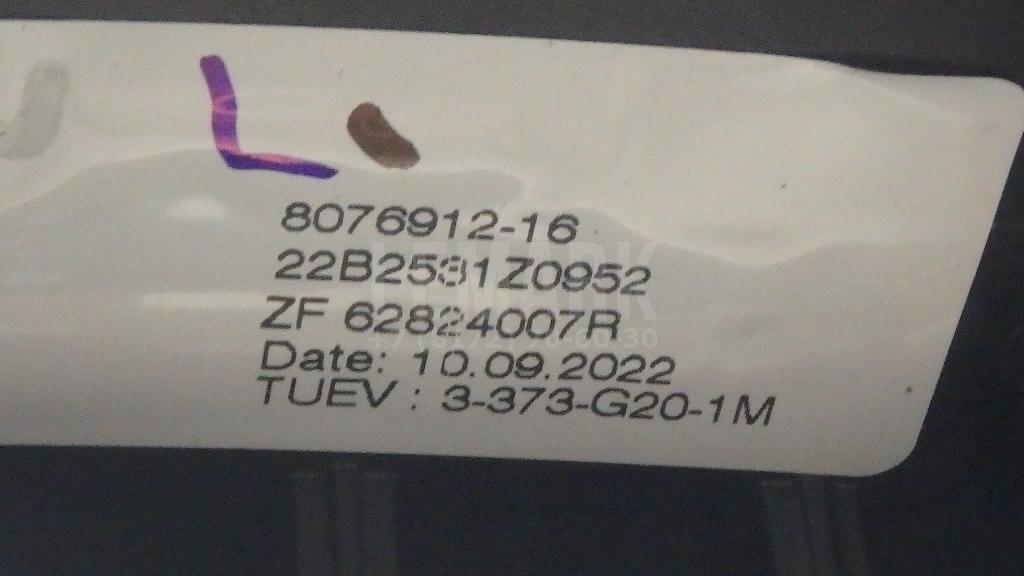 8076912-16
22B2531Z0952
ZF 62824007R
Date: 10.09.2022
TUEV : 3-373-G20-1M